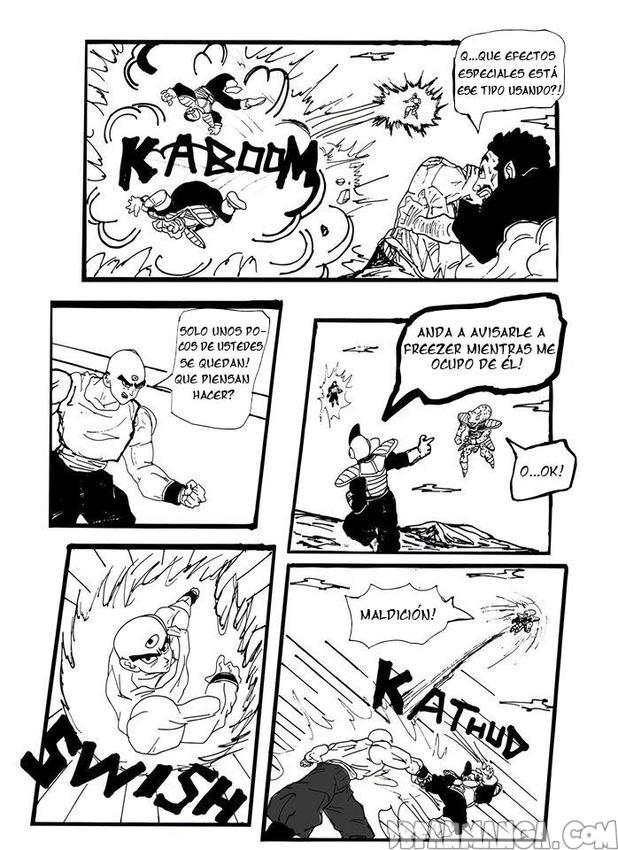 Q...QUE EFECTOS
ESPECIALES ESTÁ
ESE TIPO USANDO?!
KABOOM
SOLO UNOS PO-
COS DE USTEDES
SE QUEDAN!
QUE PIENSAN
HACER?
ANDA A AVISARLE A
FREEZER MIENTRAS ME
OCUPO DE ÉL!
O...OK!
SWISH
MALDICIÓN!
KATHUD
DREAMMANGA.COM